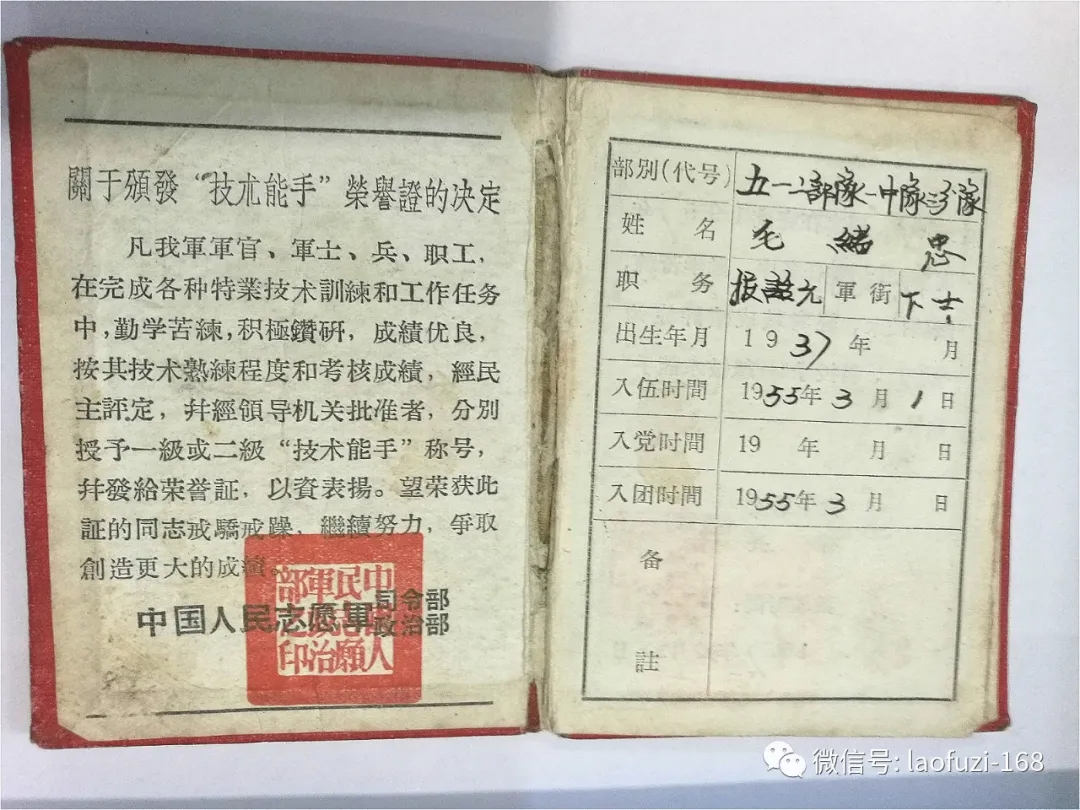 關于頒發“技朮能手”榮譽證的决定
凡我軍軍官、軍士、兵、职工,
在完成各种特业技术訓練和工作任务
中,勤学苦練,积極鑽研,成績优良,
按其技术熟練程度和考核成績,經民
主評定,幷經領导机关批准者,分別
授予一級或二級“技术能手”称号,
幷發給荣誉証,以資表揚。望荣获此
証的同志戒驕戒躁,繼續努力,爭取
創造更大的成績。
中国人民志愿軍司令部
政治部
中国人
民志願
軍政治
部之印
部別(代号) 五一二部隊一中隊三分隊
姓名 毛緒忠
职务 报話元 軍銜 下士
出生年月 1937年 月
入伍时間 1955年3月1日
入党时間 19 年 月 日
入团时間 1955年3月 日
备
註
微信号: laofuzi-168